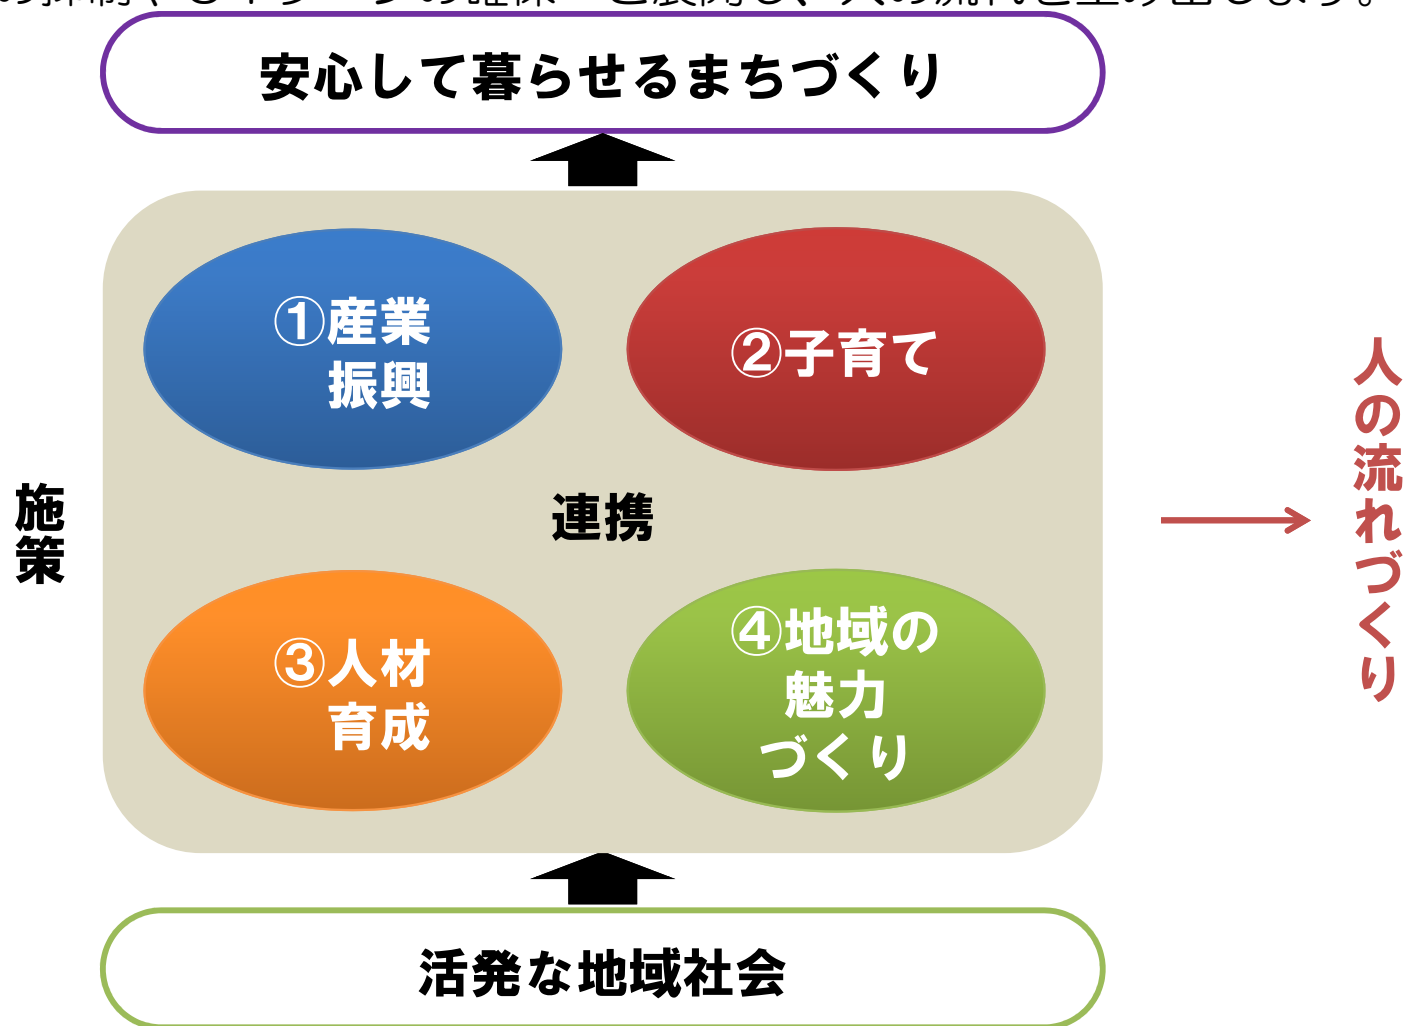 安心して暮らせるまちづくり
①産業
振興
②子育て
連携
施策
③人材
育成
④地域の
魅力
づくり
人の流れづくり
活発な地域社会